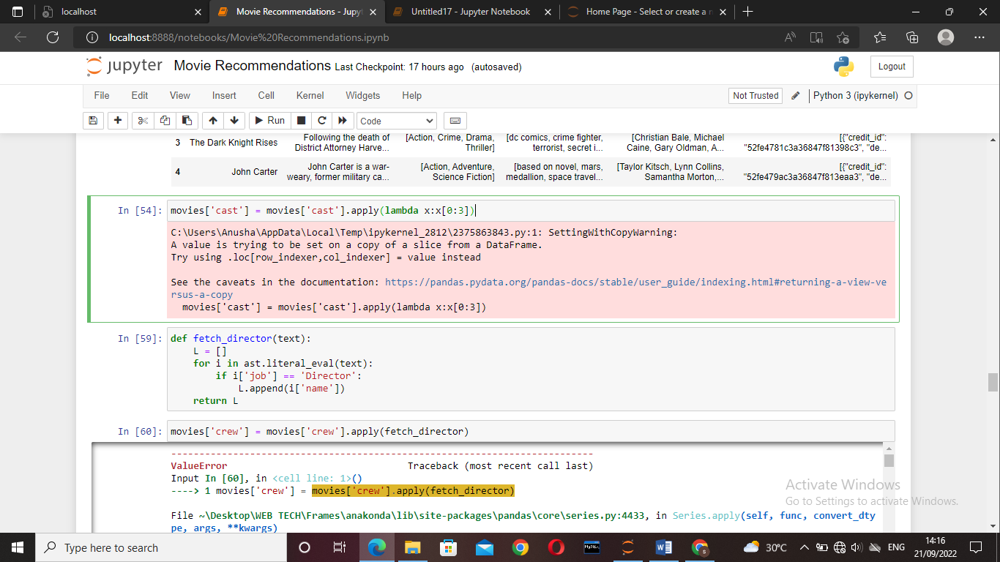 localhost
Movie Recommendations - Jupyt
Untitled17 - Jupyter Notebook
Home Page - Select or create a n
localhost:8888/notebooks/Movie%20Recommendations.ipynb
jupyter Movie Recommendations Last Checkpoint: 17 hours ago (autosaved)
Logout
File Edit View Insert Cell Kernel Widgets Help
Not Trusted
Python 3 (ipykernel)
Run
Code
3 The Dark Knight Rises Following the death of [Action, Crime, Drama, [dc comics, crime fighter, [Christian Bale, Michael [{"credit_id":
District Attorney Harve... Thriller] terrorist, secret i... Caine, Gary Oldman, A... "52fe4781c3a36847f81398c3", "de...
4 John Carter John Carter is a war- [Action, Adventure, [based on novel, mars, [Taylor Kitsch, Lynn Collins, [{"credit_id":
weary, former military ca... Science Fiction] medallion, space travel... Samantha Morton,... "52fe479ac3a36847f813eaa3", "de...
In [54]: movies['cast'] = movies['cast'].apply(lambda x:x[0:3])
C:\Users\Anusha\AppData\Local\Temp\ipykernel_2812\2375863843.py:1: SettingWithCopyWarning:
A value is trying to be set on a copy of a slice from a DataFrame.
Try using .loc[row_indexer,col_indexer] = value instead
See the caveats in the documentation: https://pandas.pydata.org/pandas-docs/stable/user_guide/indexing.html#returning-a-view-ve
rsus-a-copy
movies['cast'] = movies['cast'].apply(lambda x:x[0:3])
In [59]: def fetch_director(text):
L = []
for i in ast.literal_eval(text):
if i['job'] == 'Director':
L.append(i['name'])
return L
In [60]: movies['crew'] = movies['crew'].apply(fetch_director)
---------------------------------------------------------------------------
ValueError Traceback (most recent call last)
Input In [60], in <cell line: 1>()
----> 1 movies['crew'] = movies['crew'].apply(fetch_director)
File ~\Desktop\WEB TECH\Frames\anakonda\lib\site-packages\pandas\core\series.py:4433, in Series.apply(self, func, convert_dty
pe, args, **kwargs)
Activate Windows
Go to Settings to activate Windows.
Type here to search
MySQL
30°C
ENG
14:16
21/09/2022